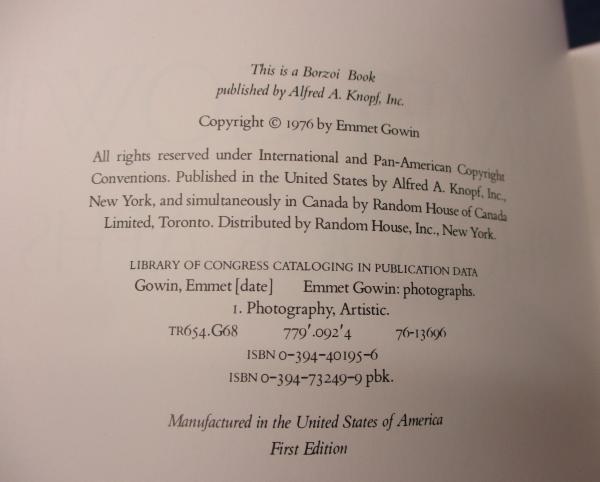 This is a Borzoi Book
published by Alfred A. Knopf, Inc.
Copyright © 1976 by Emmet Gowin
All rights reserved under International and Pan-American Copyright
Conventions. Published in the United States by Alfred A. Knopf, Inc.,
New York, and simultaneously in Canada by Random House of Canada
Limited, Toronto. Distributed by Random House, Inc., New York.
LIBRARY OF CONGRESS CATALOGING IN PUBLICATION DATA
Gowin, Emmet [date] Emmet Gowin: photographs.
1. Photography, Artistic.
TR654.G68 779′.092′4 76-13696
ISBN 0-394-40195-6
ISBN 0-394-73249-9 pbk.
Manufactured in the United States of America
First Edition